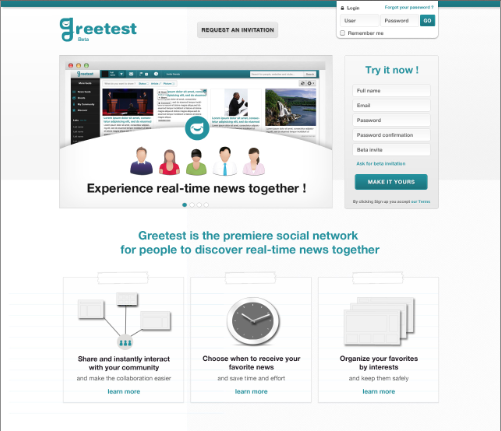 greetest
Beta
REQUEST AN INVITATION
Login
Forgot your password ?
User
Password
GO
Remember me
greetest
Experience real-time news together !
Try it now !
Full name
Email
Password
Password confirmation
Beta invite
Ask for beta invitation
MAKE IT YOURS
By clicking Sign up you accept our Terms
Greetest is the premiere social network
for people to discover real-time news together
Share and instantly interact
with your community
and make the collaboration easier
learn more
Choose when to receive your
favorite news
and save time and effort
learn more
Organize your favorites
by interests
and keep them safely
learn more